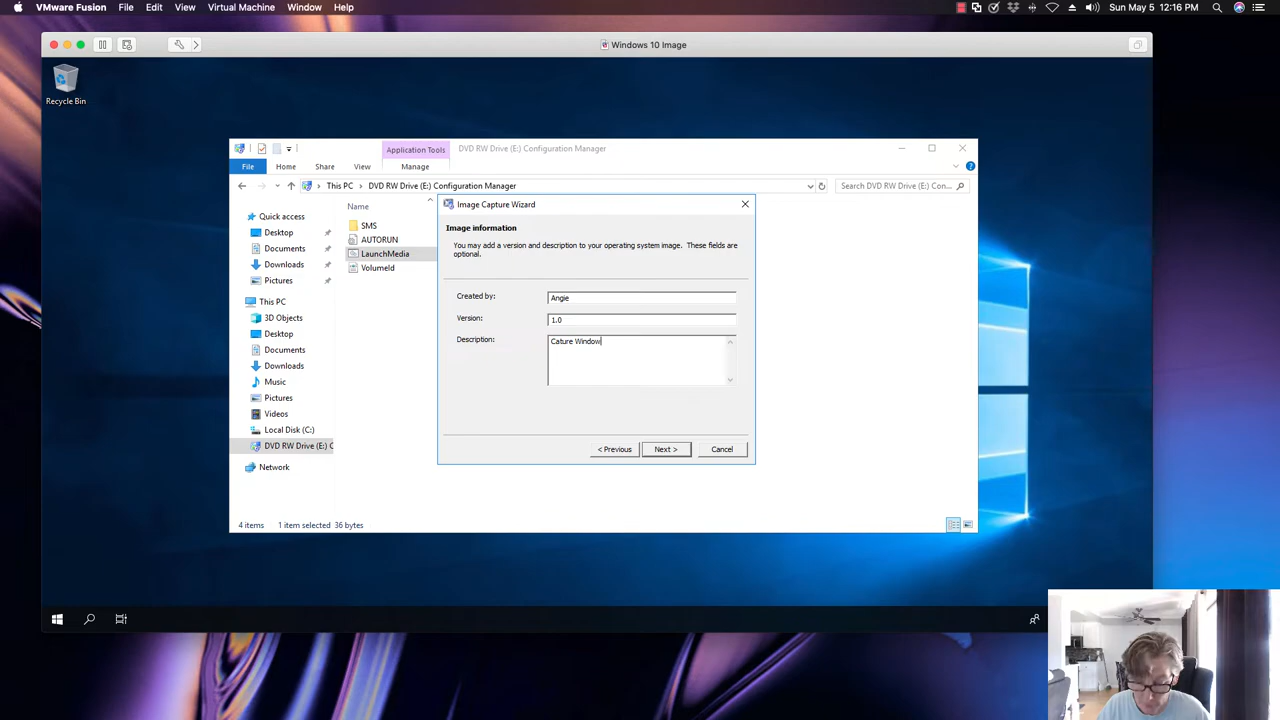 VMware Fusion File Edit View Virtual Machine Window Help Sun May 5 12:16 PM
Windows 10 Image
Recycle Bin
Application Tools DVD RW Drive (E:) Configuration Manager
File Home Share View Manage
This PC DVD RW Drive (E:) Configuration Manager Search DVD RW Drive (E:) Con...
Name
Quick access
Desktop
Documents
Downloads
Pictures
This PC
3D Objects
Desktop
Documents
Downloads
Music
Pictures
Videos
Local Disk (C:)
DVD RW Drive (E:) C
Network
SMS
AUTORUN
LaunchMedia
VolumeId
Image Capture Wizard
Image information
You may add a version and description to your operating system image. These fields are
optional.
Created by: Angie
Version: 1.0
Description: Cature Window
< Previous Next > Cancel
4 items 1 item selected 36 bytes